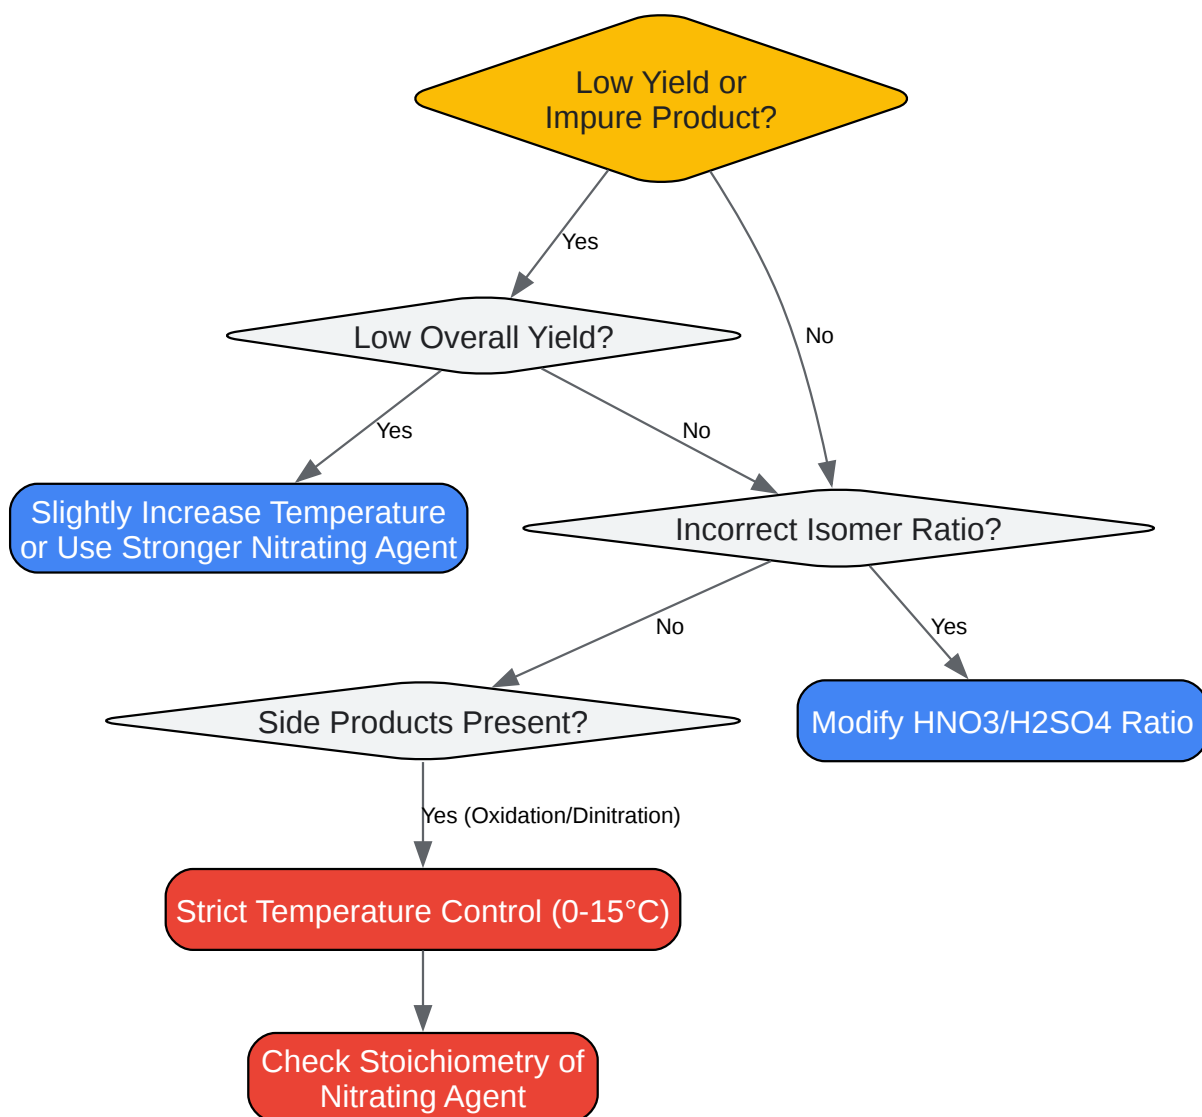 Low Yield or
Impure Product?
Yes
No
Low Overall Yield?
Yes
No
Slightly Increase Temperature
or Use Stronger Nitrating Agent
Incorrect Isomer Ratio?
No
Yes
Side Products Present?
Modify HNO3/H2SO4 Ratio
Yes (Oxidation/Dinitration)
Strict Temperature Control (0-15°C)
Check Stoichiometry of
Nitrating Agent